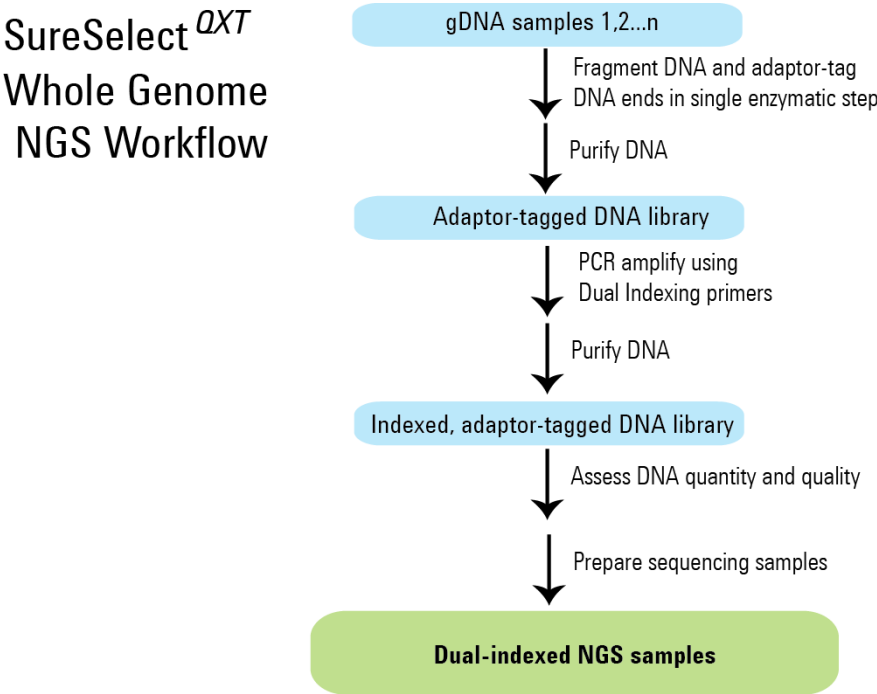 SureSelect QXT
Whole Genome
NGS Workflow
gDNA samples 1,2...n
Fragment DNA and adaptor-tag
DNA ends in single enzymatic step
Purify DNA
Adaptor-tagged DNA library
PCR amplify using
Dual Indexing primers
Purify DNA
Indexed, adaptor-tagged DNA library
Assess DNA quantity and quality
Prepare sequencing samples
Dual-indexed NGS samples